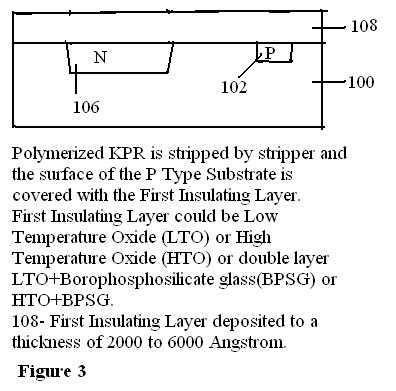 108
N
P
102
100
106
Polymerized KPR is stripped by stripper and
the surface of the P Type Substrate is
covered with the First Insulating Layer.
First Insulating Layer could be Low
Temperature Oxide (LTO) or High
Temperature Oxide (HTO) or double layer
LTO+Borophosphosilicate glass(BPSG) or
HTO+BPSG.
108- First Insulating Layer deposited to a
thickness of 2000 to 6000 Angstrom.
Figure 3